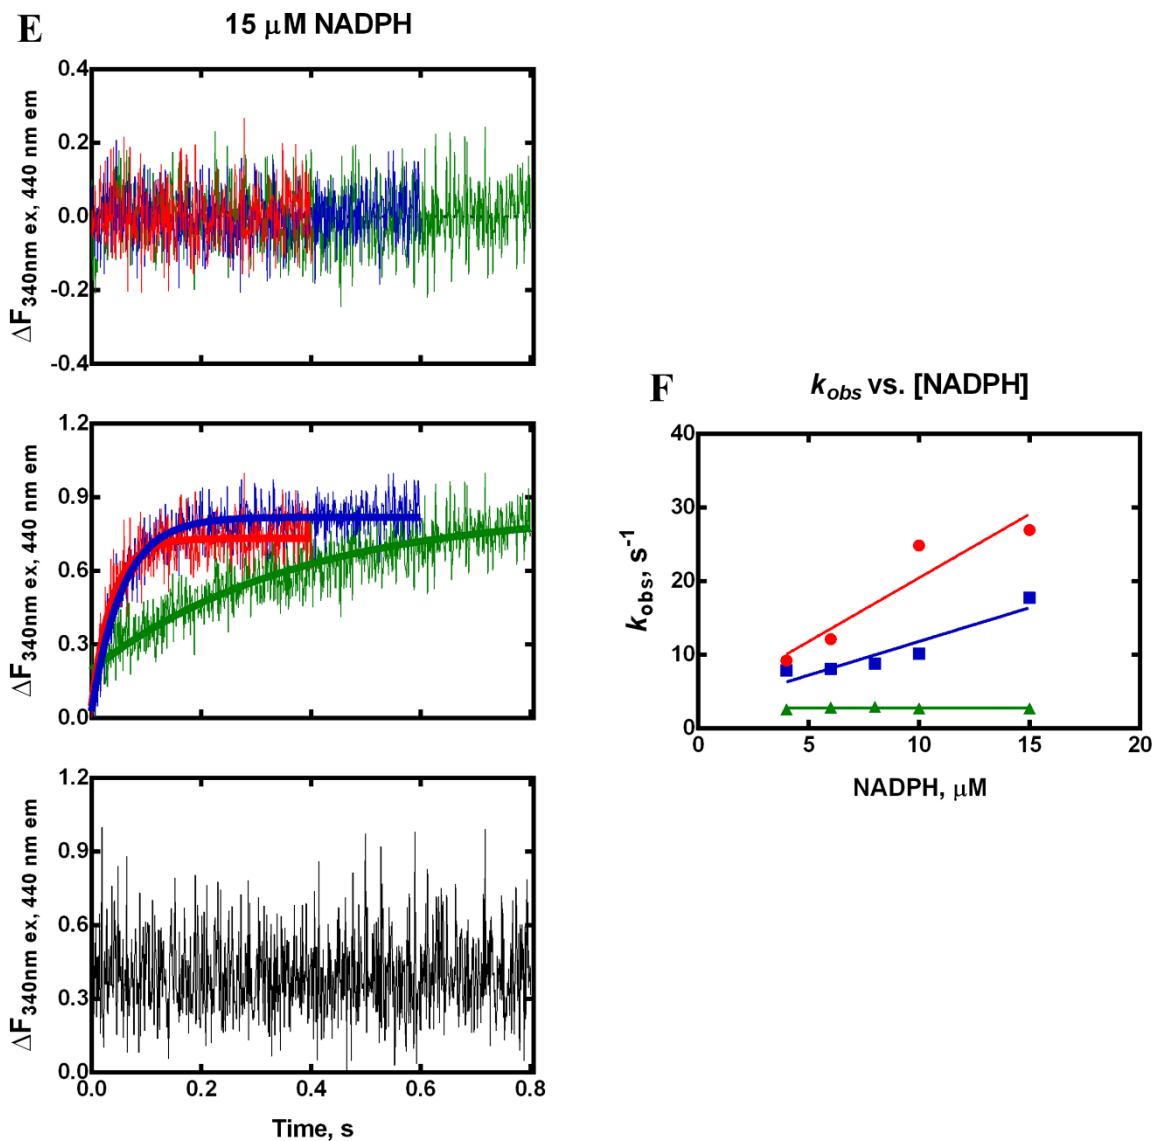 E
15 μM NADPH
ΔF340nm ex, 440 nm em
0.4
0.2
0.0
-0.2
-0.4
ΔF340nm ex, 440 nm em
1.2
0.9
0.6
0.3
0.0
ΔF340nm ex, 440 nm em
1.2
0.9
0.6
0.3
0.0
0.0 0.2 0.4 0.6 0.8
Time, s
F
kobs vs. [NADPH]
kobs, s-1
40
30
20
10
0
0 5 10 15 20
NADPH, μM